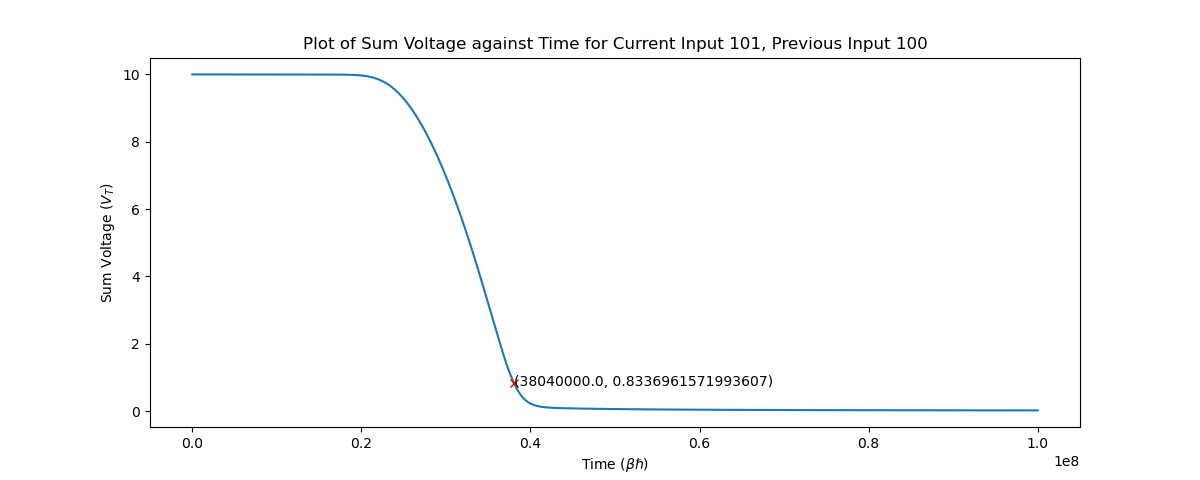 Plot of Sum Voltage against Time for Current Input 101, Previous Input 100
10
8
6
4
2
0
Sum Voltage (V_T)
(38040000.0, 0.8336961571993607)
0.0 0.2 0.4 0.6 0.8 1.0
1e8
Time (βℏ)